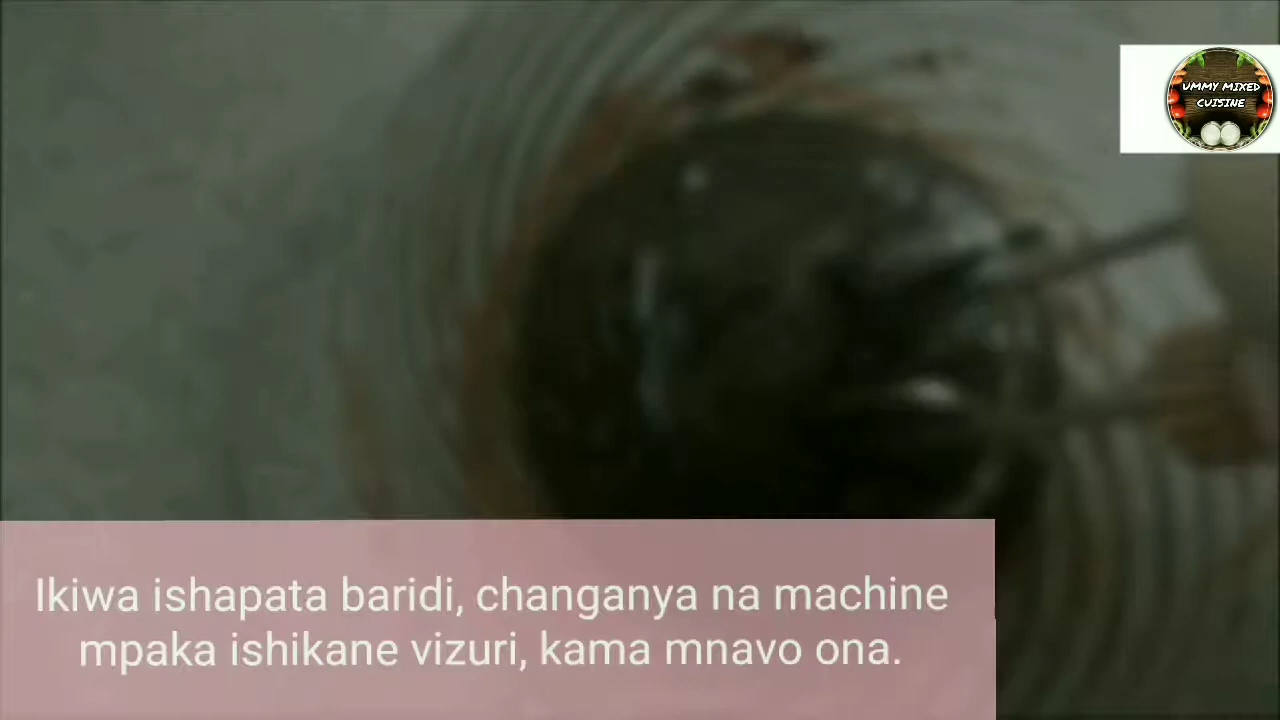 UMMY MIXED
CUISINE
Ikiwa ishapata baridi, changanya na machine
mpaka ishikane vizuri, kama mnavo ona.